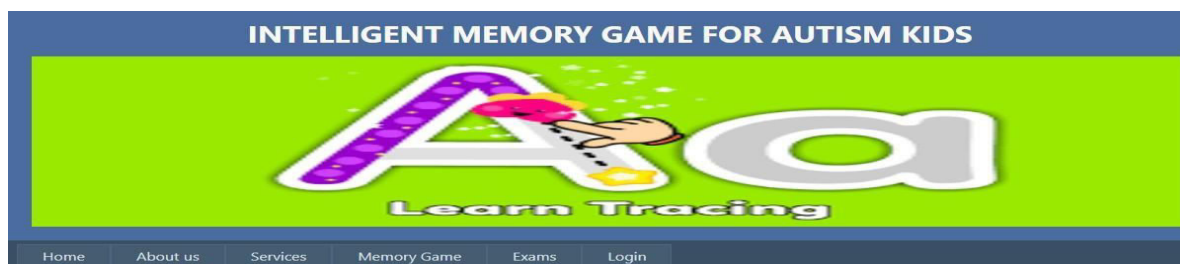 INTELLIGENT MEMORY GAME FOR AUTISM KIDS
Aa
Learn Tracing
Home About us Services Memory Game Exams Login